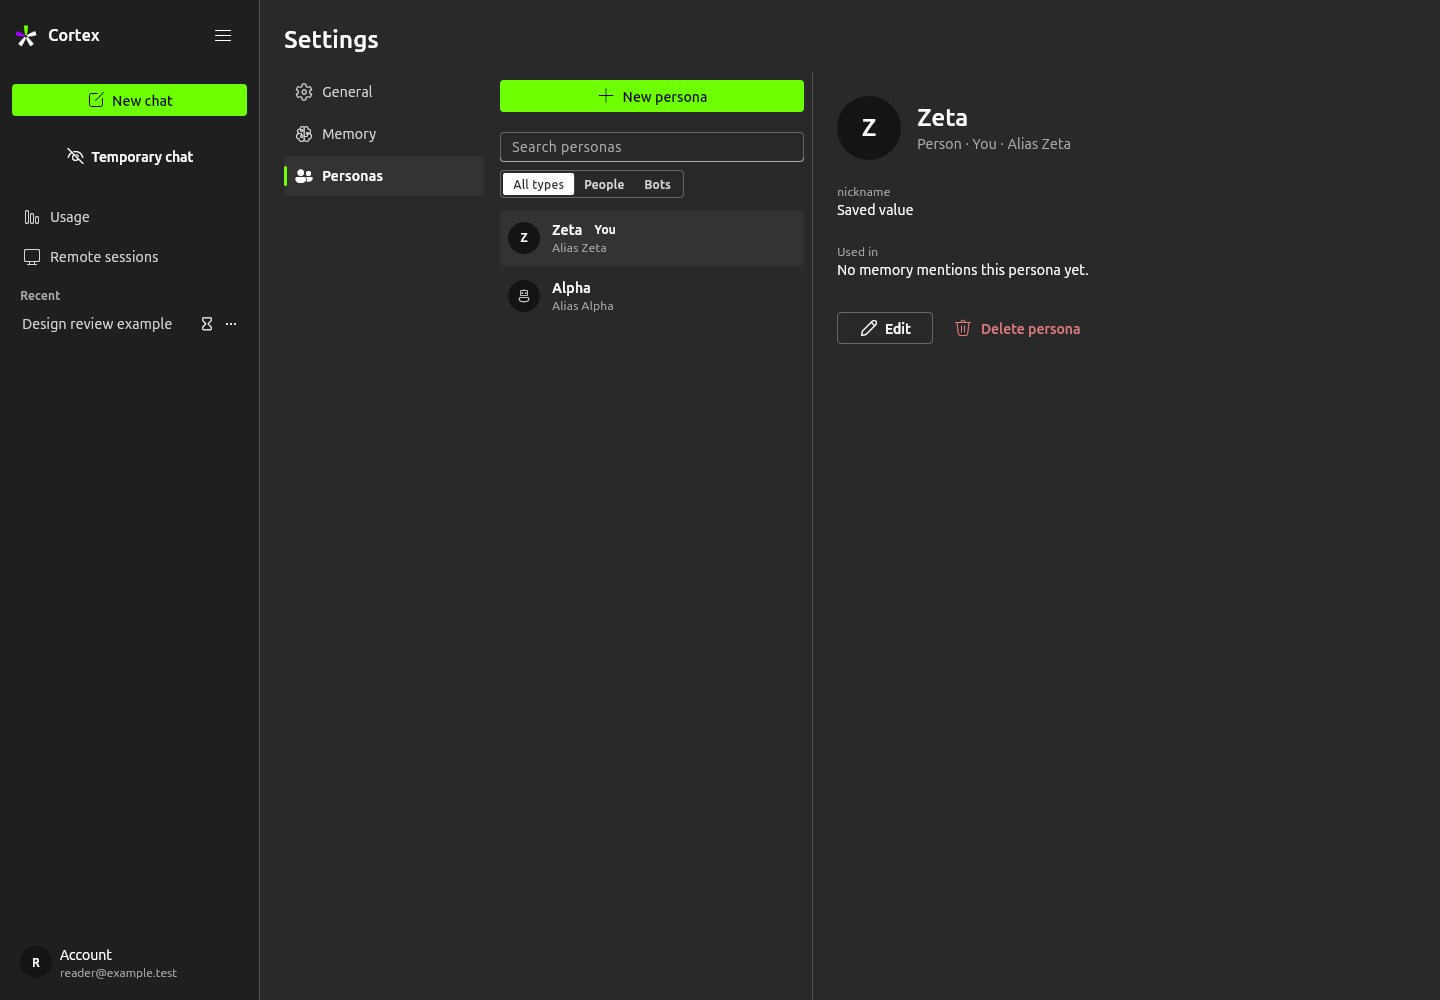 Cortex
New chat
Temporary chat
Usage
Remote sessions
Recent
Design review example
R
Account
reader@example.test
Settings
General
Memory
Personas
New persona
Search personas
All types People Bots
Z
Zeta You
Alias Zeta
Alpha
Alias Alpha
Z
Zeta
Person · You · Alias Zeta
nickname
Saved value
Used in
No memory mentions this persona yet.
Edit
Delete persona